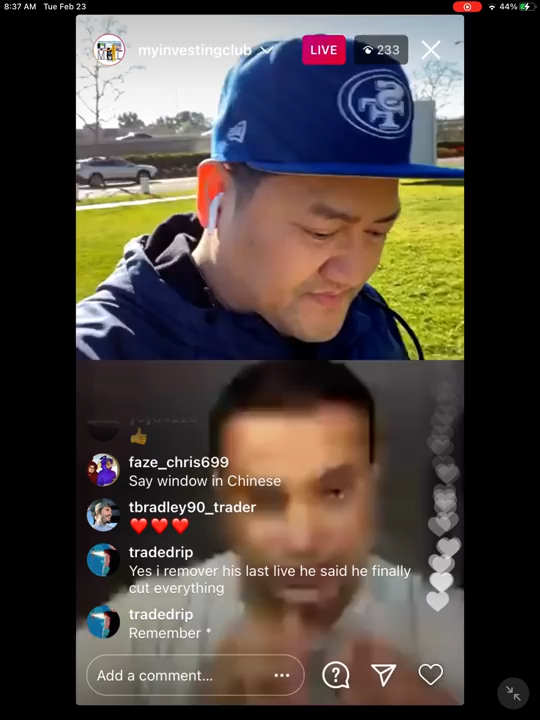 8:37 AM Tue Feb 23
44%
myinvestingclub
LIVE
233
SF
faze_chris699
Say window in Chinese
tbradley90_trader
❤️❤️❤️
tradedrip
Yes i remover his last live he said he finally
cut everything
tradedrip
Remember *
Add a comment...